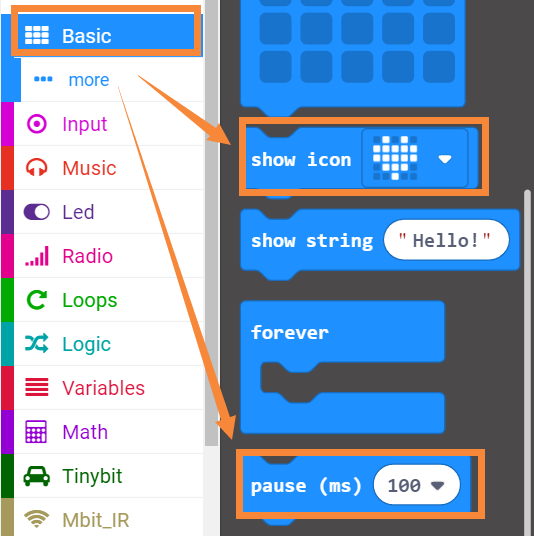 Basic
more
Input
Music
Led
Radio
Loops
Logic
Variables
Math
Tinybit
Mbit_IR
show icon
show string "Hello!"
forever
pause (ms) 100